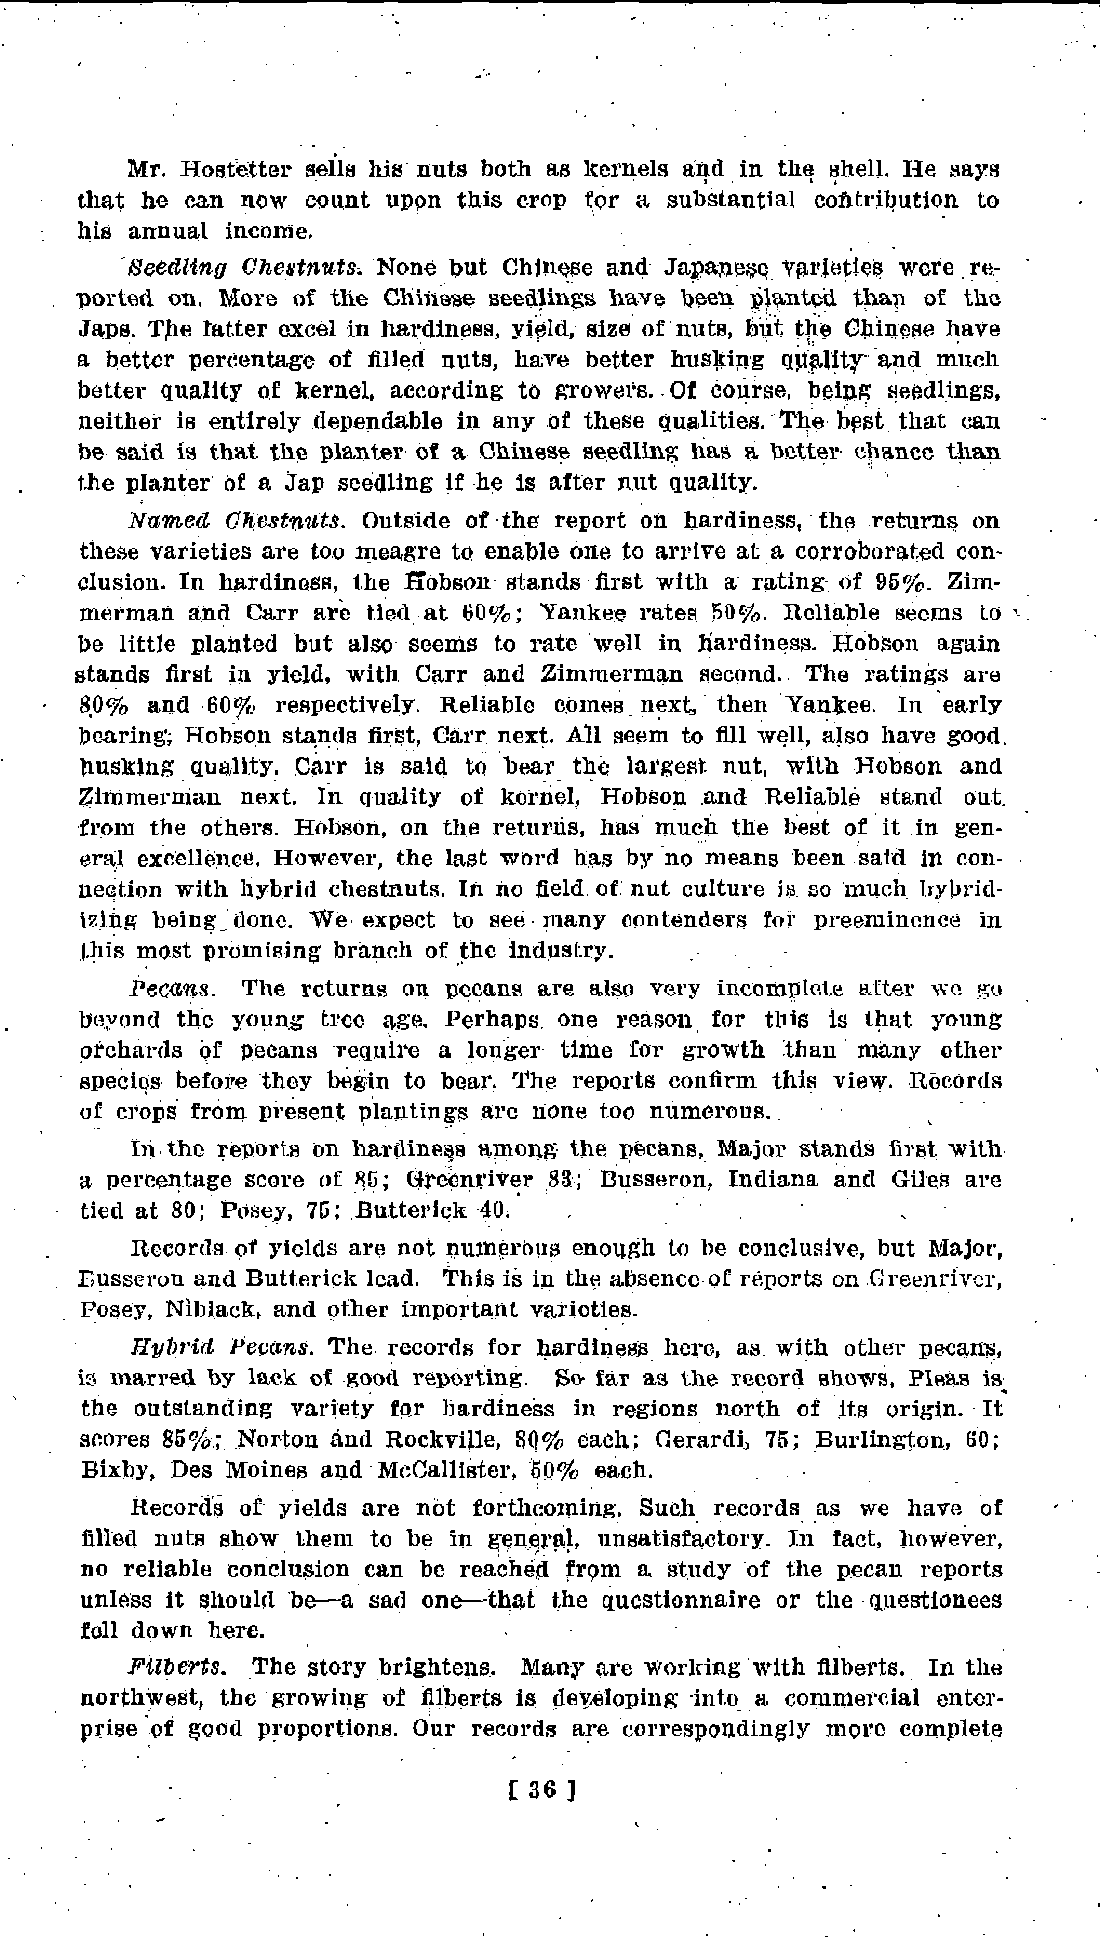 Mr. Hostetter sells his nuts both as kernels and in the shell. He says
that he can now count upon this crop for a substantial contribution to
his annual income.
Seedling Chestnuts. None but Chinese and Japanese varieties were re-
ported on. More of the Chinese seedlings have been planted than of the
Japs. The latter excel in hardiness, yield, size of nuts, but the Chinese have
a better percentage of filled nuts, have better husking quality and much
better quality of kernel, according to growers. Of course, being seedlings,
neither is entirely dependable in any of these qualities. The best that can
be said is that the planter of a Chinese seedling has a better chance than
the planter of a Jap seedling if he is after nut quality.
Named Chestnuts. Outside of the report on hardiness, the returns on
these varieties are too meagre to enable one to arrive at a corroborated con-
clusion. In hardiness, the Hobson stands first with a rating of 95%. Zim-
merman and Carr are tied at 60%; Yankee rates 50%. Reliable seems to
be little planted but also seems to rate well in hardiness. Hobson again
stands first in yield, with Carr and Zimmerman second. The ratings are
80% and 60% respectively. Reliable comes next, then Yankee. In early
bearing; Hobson stands first, Carr next. All seem to fill well, also have good
husking quality. Carr is said to bear the largest nut, with Hobson and
Zimmerman next. In quality of kernel, Hobson and Reliable stand out
from the others. Hobson, on the returns, has much the best of it in gen-
eral excellence. However, the last word has by no means been said in con-
nection with hybrid chestnuts. In no field of nut culture is so much hybrid-
izing being done. We expect to see many contenders for preeminence in
this most promising branch of the industry.
Pecans. The returns on pecans are also very incomplete after we go
beyond the young tree age. Perhaps one reason for this is that young
orchards of pecans require a longer time for growth than many other
species before they begin to bear. The reports confirm this view. Records
of crops from present plantings are none too numerous.
In the reports on hardiness among the pecans, Major stands first with
a percentage score of 85; Greenriver 83; Busseron, Indiana and Giles are
tied at 80; Posey, 75; Butterick 40.
Records of yields are not numerous enough to be conclusive, but Major,
Busseron and Butterick lead. This is in the absence of reports on Greenriver,
Posey, Niblack, and other important varieties.
Hybrid Pecans. The records for hardiness here, as with other pecans,
is marred by lack of good reporting. So far as the record shows, Pleas is
the outstanding variety for hardiness in regions north of its origin. It
scores 85%; Norton and Rockville, 80% each; Gerardi, 75; Burlington, 60;
Bixby, Des Moines and McCallister, 50% each.
Records of yields are not forthcoming. Such records as we have of
filled nuts show them to be in general, unsatisfactory. In fact, however,
no reliable conclusion can be reached from a study of the pecan reports
unless it should be—a sad one—that the questionnaire or the questionees
fall down here.
Filberts. The story brightens. Many are working with filberts. In the
northwest, the growing of filberts is developing into a commercial enter-
prise of good proportions. Our records are correspondingly more complete
[ 36 ]